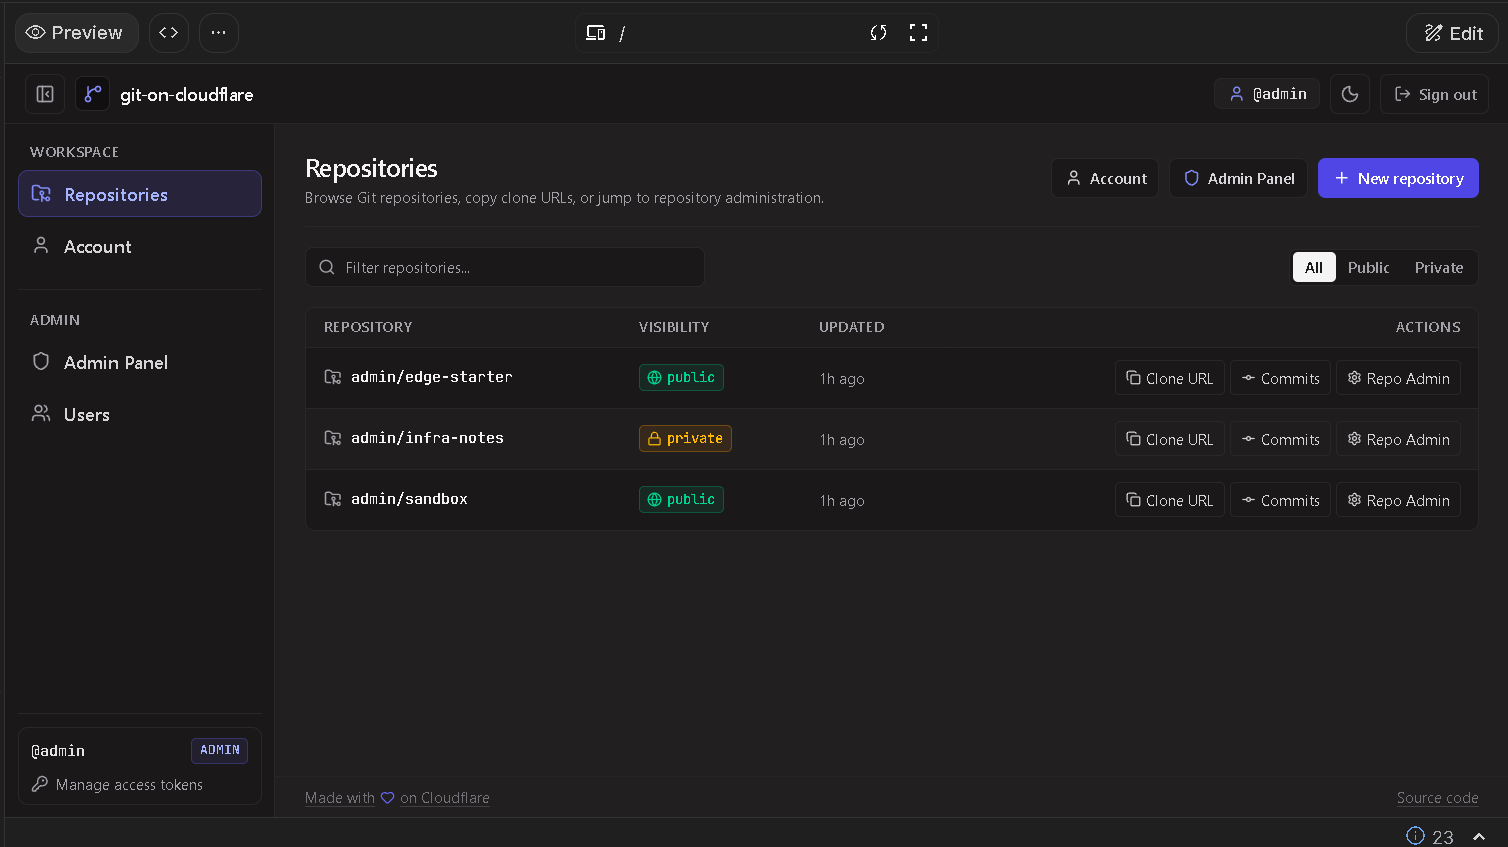 Preview
/
Edit
git-on-cloudflare
@admin
Sign out
WORKSPACE
Repositories
Account
ADMIN
Admin Panel
Users
@admin
ADMIN
Manage access tokens
Repositories
Browse Git repositories, copy clone URLs, or jump to repository administration.
Account
Admin Panel
New repository
Filter repositories...
All Public Private
REPOSITORY VISIBILITY UPDATED ACTIONS
admin/edge-starter public 1h ago Clone URL Commits Repo Admin
admin/infra-notes private 1h ago Clone URL Commits Repo Admin
admin/sandbox public 1h ago Clone URL Commits Repo Admin
Made with on Cloudflare
Source code
23